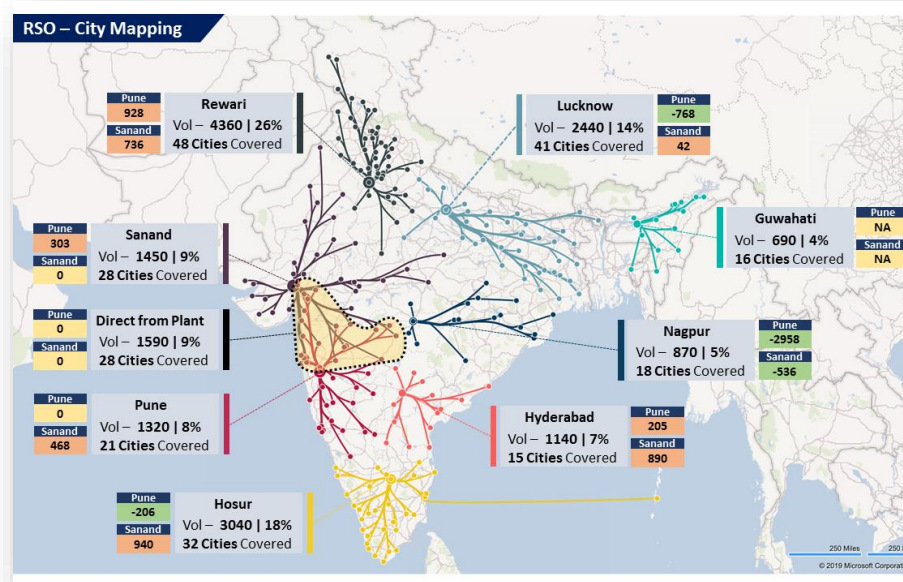 RSO – City Mapping
Pune
928
Sanand
736
Rewari
Vol – 4360 | 26%
48 Cities Covered
Lucknow
Vol – 2440 | 14%
41 Cities Covered
Pune
-768
Sanand
42
Pune
303
Sanand
0
Sanand
Vol – 1450 | 9%
28 Cities Covered
Guwahati
Vol – 690 | 4%
16 Cities Covered
Pune
NA
Sanand
NA
Pune
0
Sanand
0
Direct from Plant
Vol – 1590 | 9%
28 Cities Covered
Nagpur
Vol – 870 | 5%
18 Cities Covered
Pune
-2958
Sanand
-536
Pune
0
Sanand
468
Pune
Vol – 1320 | 8%
21 Cities Covered
Hyderabad
Vol – 1140 | 7%
15 Cities Covered
Pune
205
Sanand
890
Pune
-206
Sanand
940
Hosur
Vol – 3040 | 18%
32 Cities Covered
250 Miles
250
© 2019 Microsoft Corporat